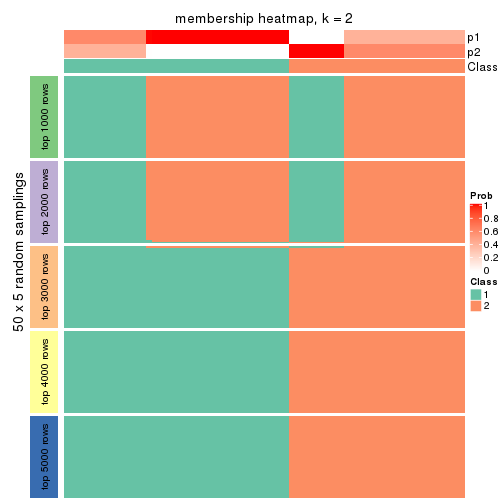 membership heatmap, k = 2
p1
p2
Class
50 x 5 random samplings
top 1000 rows
top 2000 rows
top 3000 rows
top 4000 rows
top 5000 rows
Prob
1
0.8
0.6
0.4
0.2
0
Class
1
2